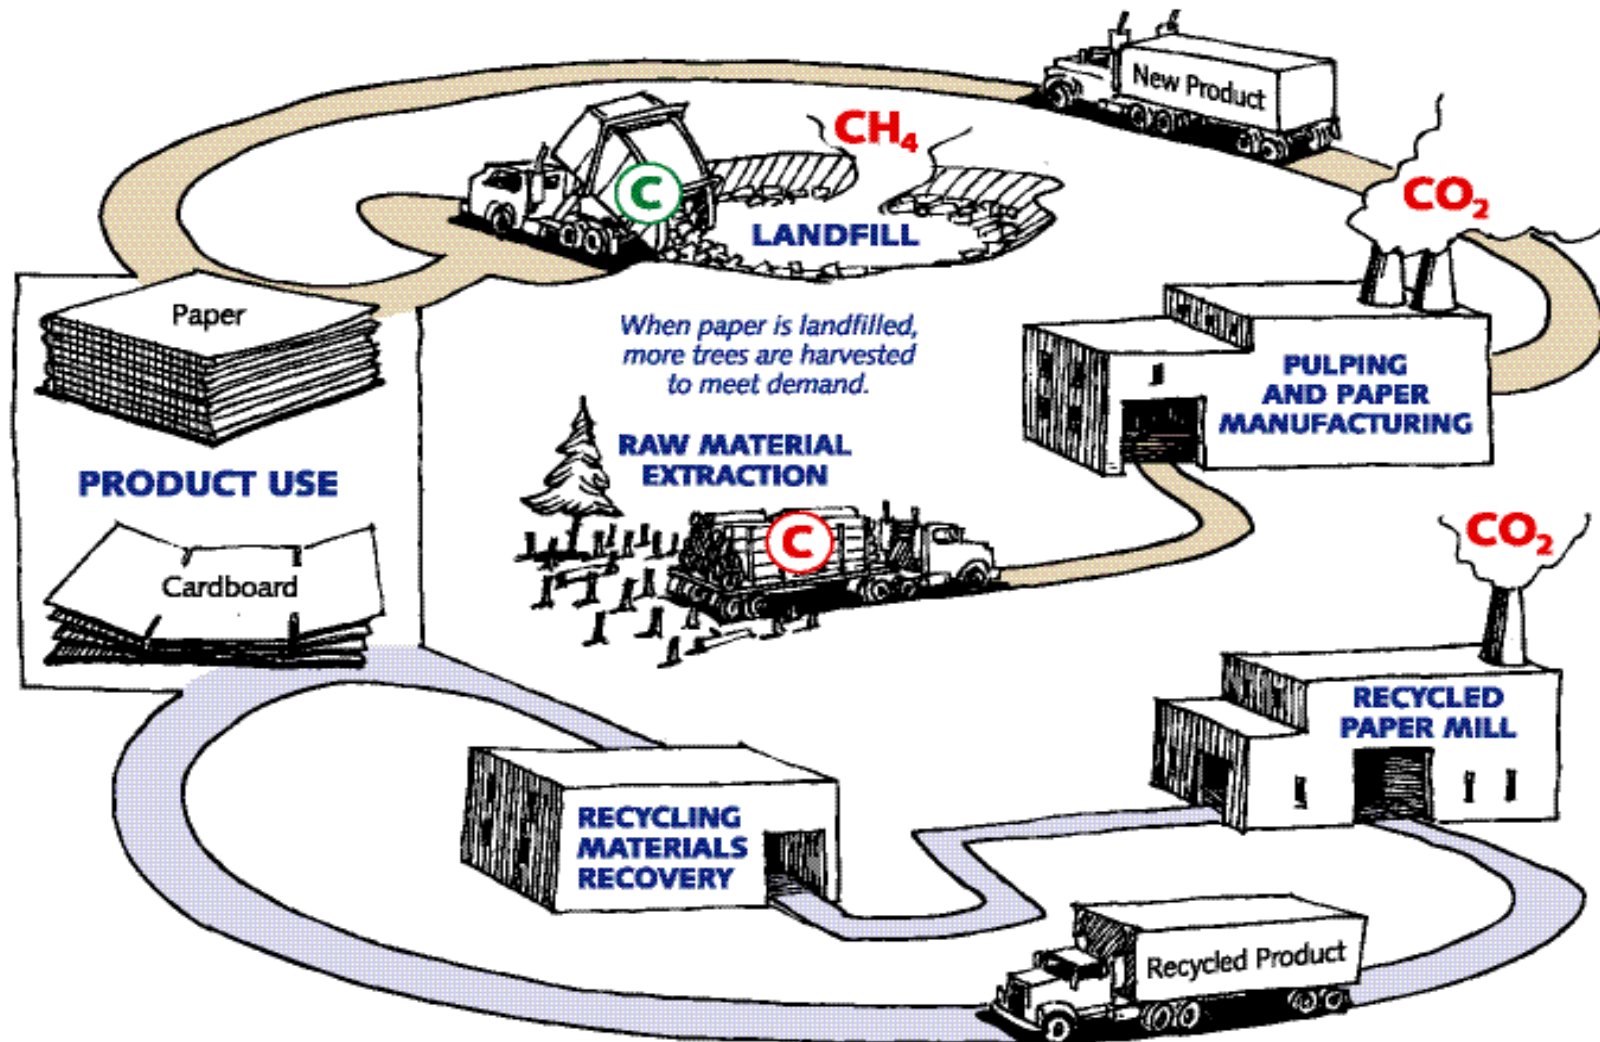 New Product
CH₄
C
CO₂
LANDFILL
Paper
When paper is landfilled,
more trees are harvested
to meet demand.
PULPING
AND PAPER
MANUFACTURING
RAW MATERIAL
EXTRACTION
PRODUCT USE
C
CO₂
Cardboard
RECYCLED
PAPER MILL
RECYCLING
MATERIALS
RECOVERY
Recycled Product